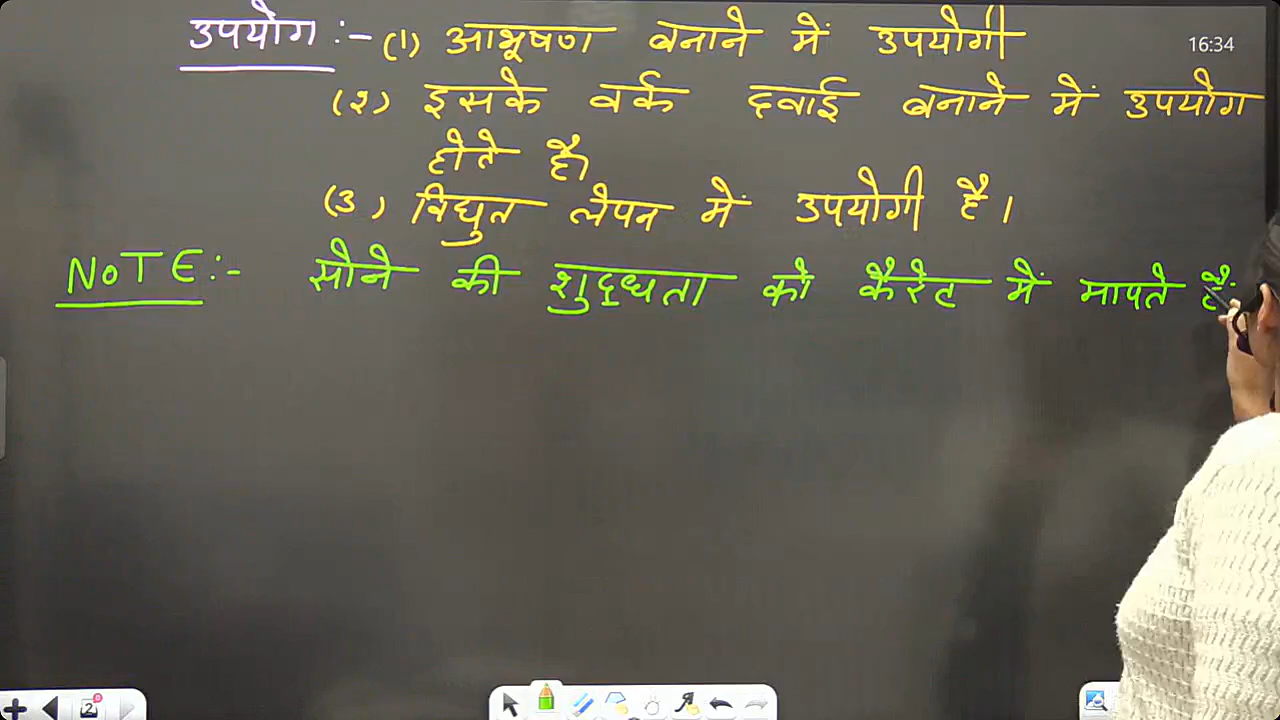 उपयोग :- (1) आभूषण बनाने में उपयोगी
16:34
(२) इसके वर्क दवाई बनाने में उपयोग
होते है।
(3) विद्युत लेपन में उपयोगी है।
NOTE:- सोने की शुद्धता को कैरेट में मापते हैं
2